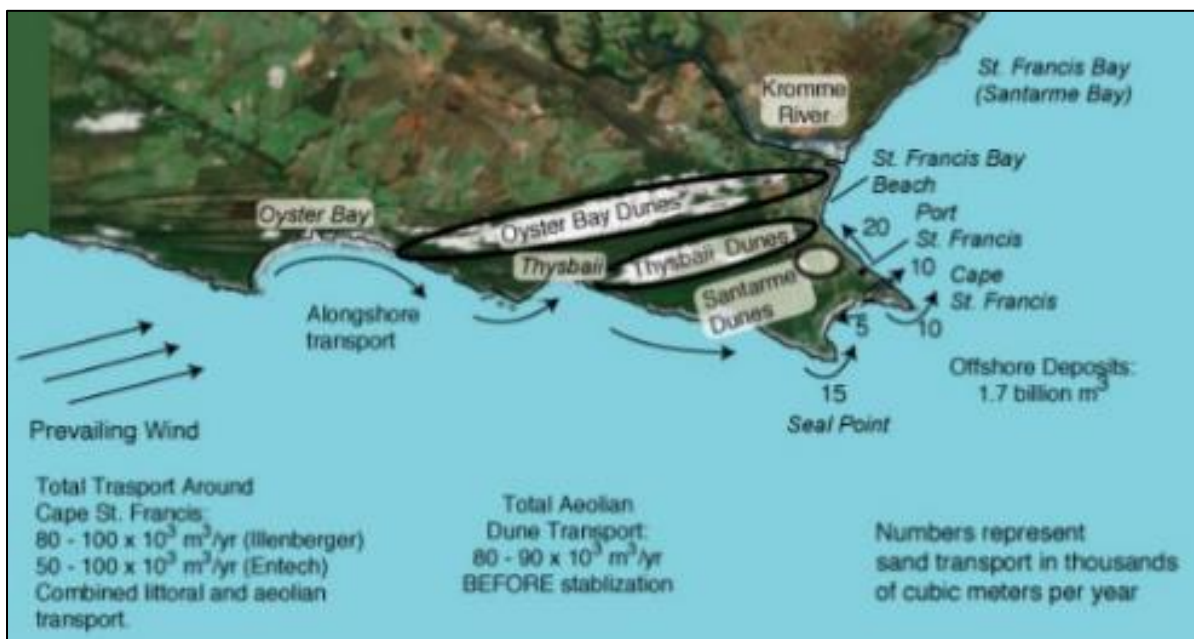 St. Francis Bay
(Santarme Bay)
Kromme
River
St. Francis Bay
Beach
Oyster Bay
Oyster Bay Dunes
20
Port
St. Francis
Thysbaii
Thysbaii Dunes
10
Cape
St. Francis
Santarme
Dunes
Alongshore
transport
5
10
Offshore Deposits:
1.7 billion m³
15
Seal Point
Prevailing Wind
Total Trasport Around
Cape St. Francis:
80 - 100 x 10³ m³/yr (Illenberger)
50 - 100 x 10³ m³/yr (Entech)
Combined littoral and aeolian
transport.
Total Aeolian
Dune Transport:
80 - 90 x 10³ m³/yr
BEFORE stablization
Numbers represent
sand transport in thousands
of cubic meters per year